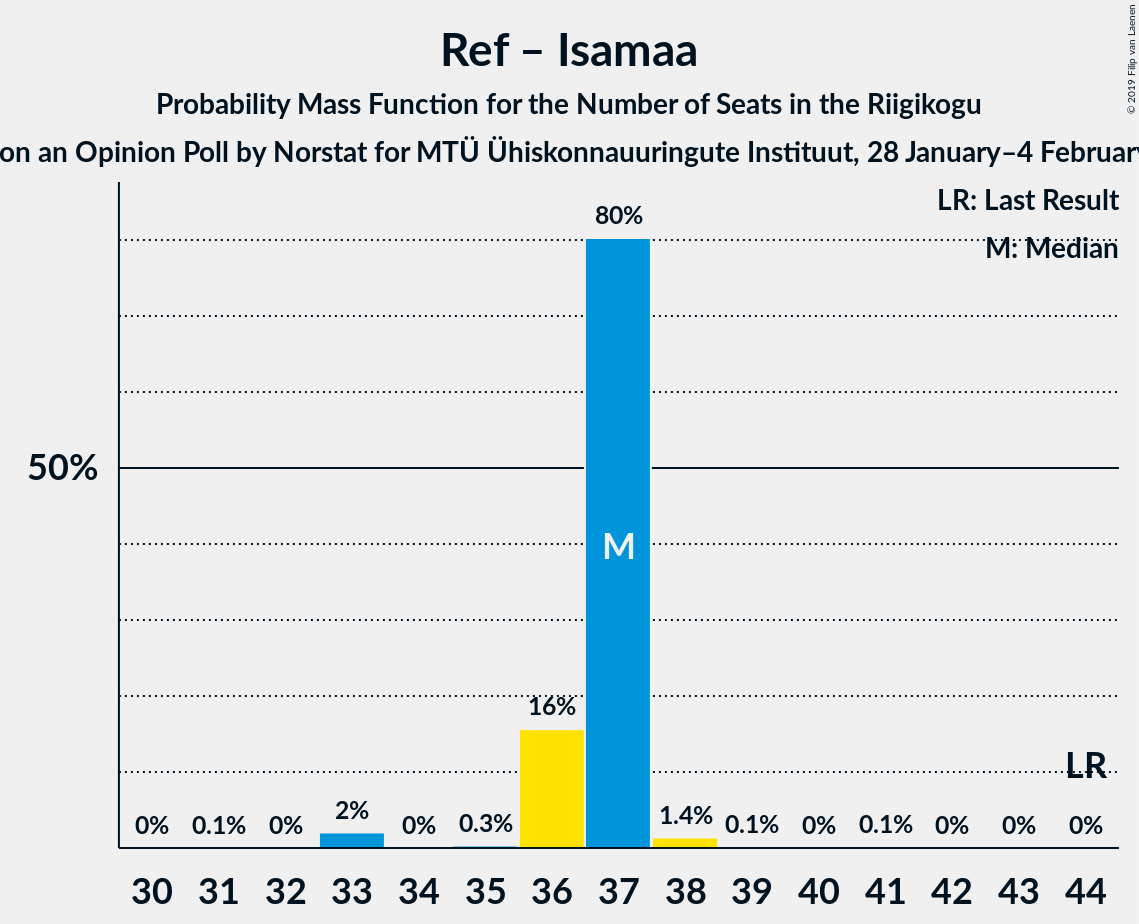 Ref – Isamaa
Probability Mass Function for the Number of Seats in the Riigikogu
on an Opinion Poll by Norstat for MTÜ Ühiskonnauuringute Instituut, 28 January–4 February
© 2019 Filip van Laenen
LR: Last Result
M: Median
80%
50%
M
16%
LR
0% 0.1% 0% 2% 0% 0.3% 1.4% 0.1% 0% 0.1% 0% 0% 0%
30 31 32 33 34 35 36 37 38 39 40 41 42 43 44